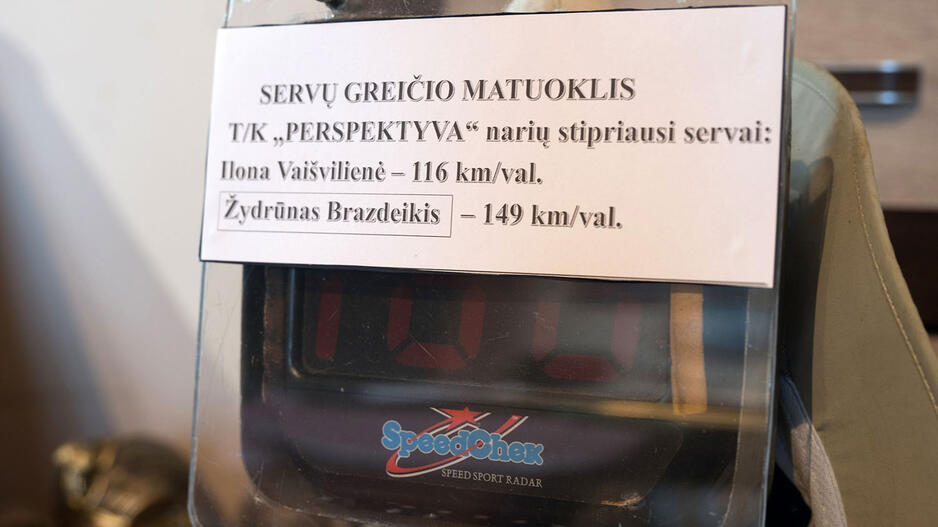 SERVŲ GREIČIO MATUOKLIS
T/K „PERSPEKTYVA“ narių stipriausi servai:
Ilona Vaišvilienė – 116 km/val.
Žydrūnas Brazdeikis – 149 km/val.
SpeedChek
SPEED SPORT RADAR